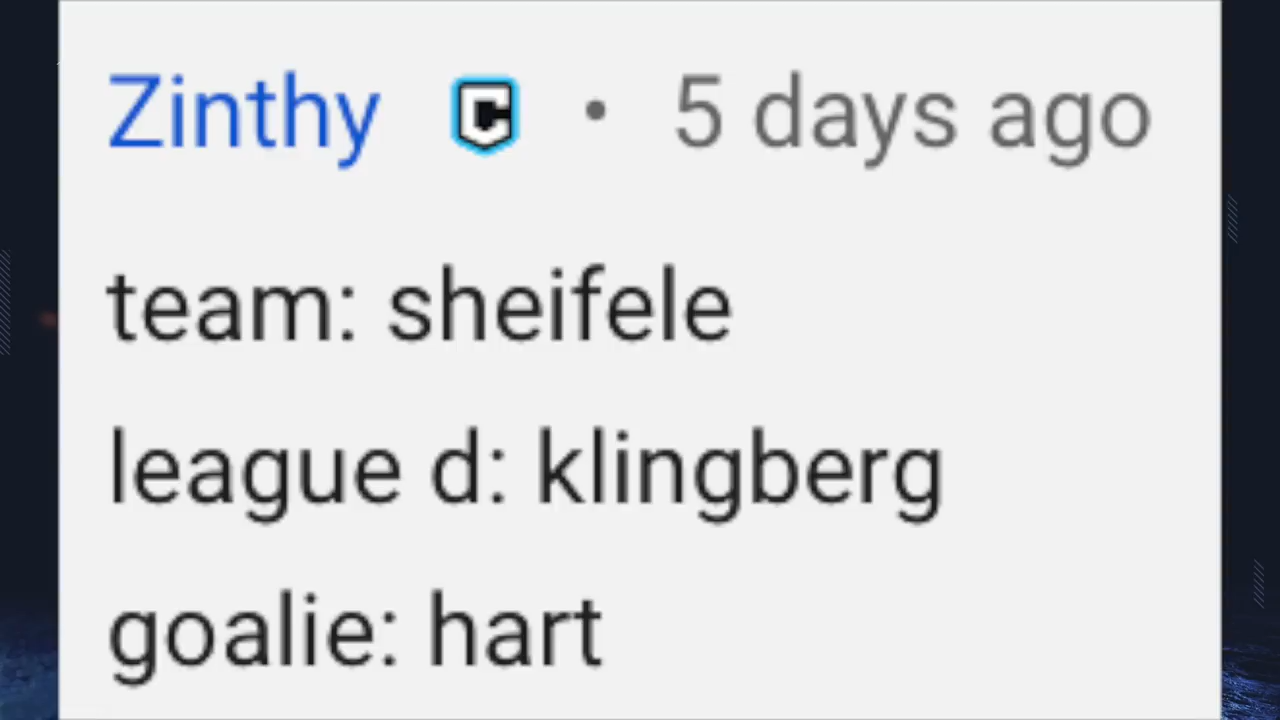 Zinthy • 5 days ago
team: sheifele
league d: klingberg
goalie: hart